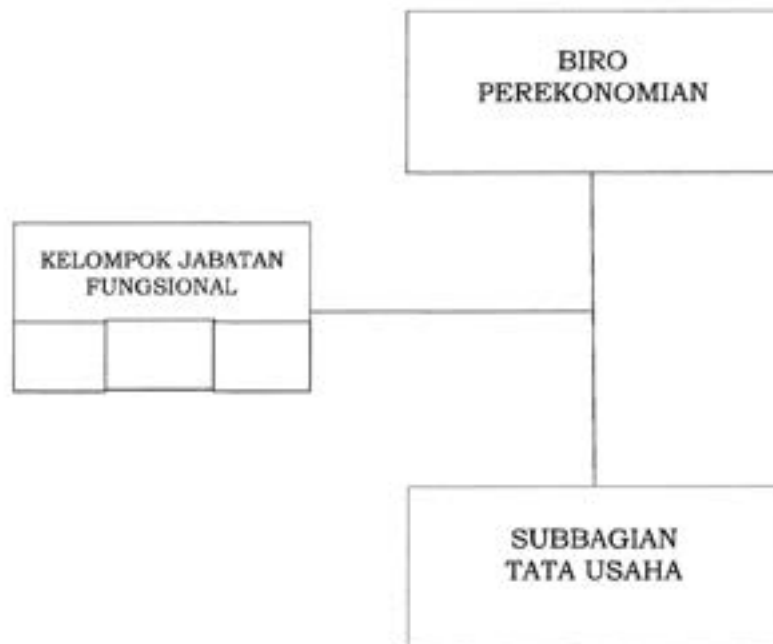 BIRO
PEREKONOMIAN
KELOMPOK JABATAN
FUNGSIONAL
SUBBAGIAN
TATA USAHA